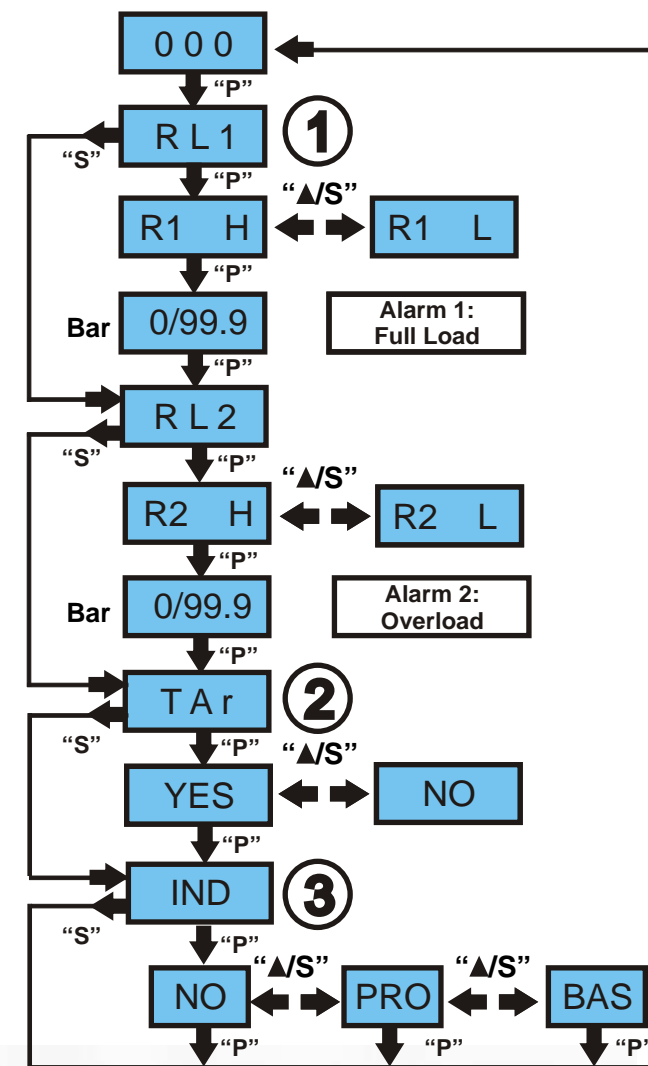 0 0 0
“P”
R L 1
1
“S”
“P”
“▲/S”
R1 H
R1 L
“P”
Bar
0/99.9
Alarm 1:
Full Load
“P”
R L 2
“S”
“P”
“▲/S”
R2 H
R2 L
“P”
Bar
0/99.9
Alarm 2:
Overload
“P”
T A r
2
“S”
“P”
“▲/S”
YES
NO
“P”
IND
3
“S”
“P”
“▲/S”
“▲/S”
NO
PRO
BAS
“P”
“P”
“P”